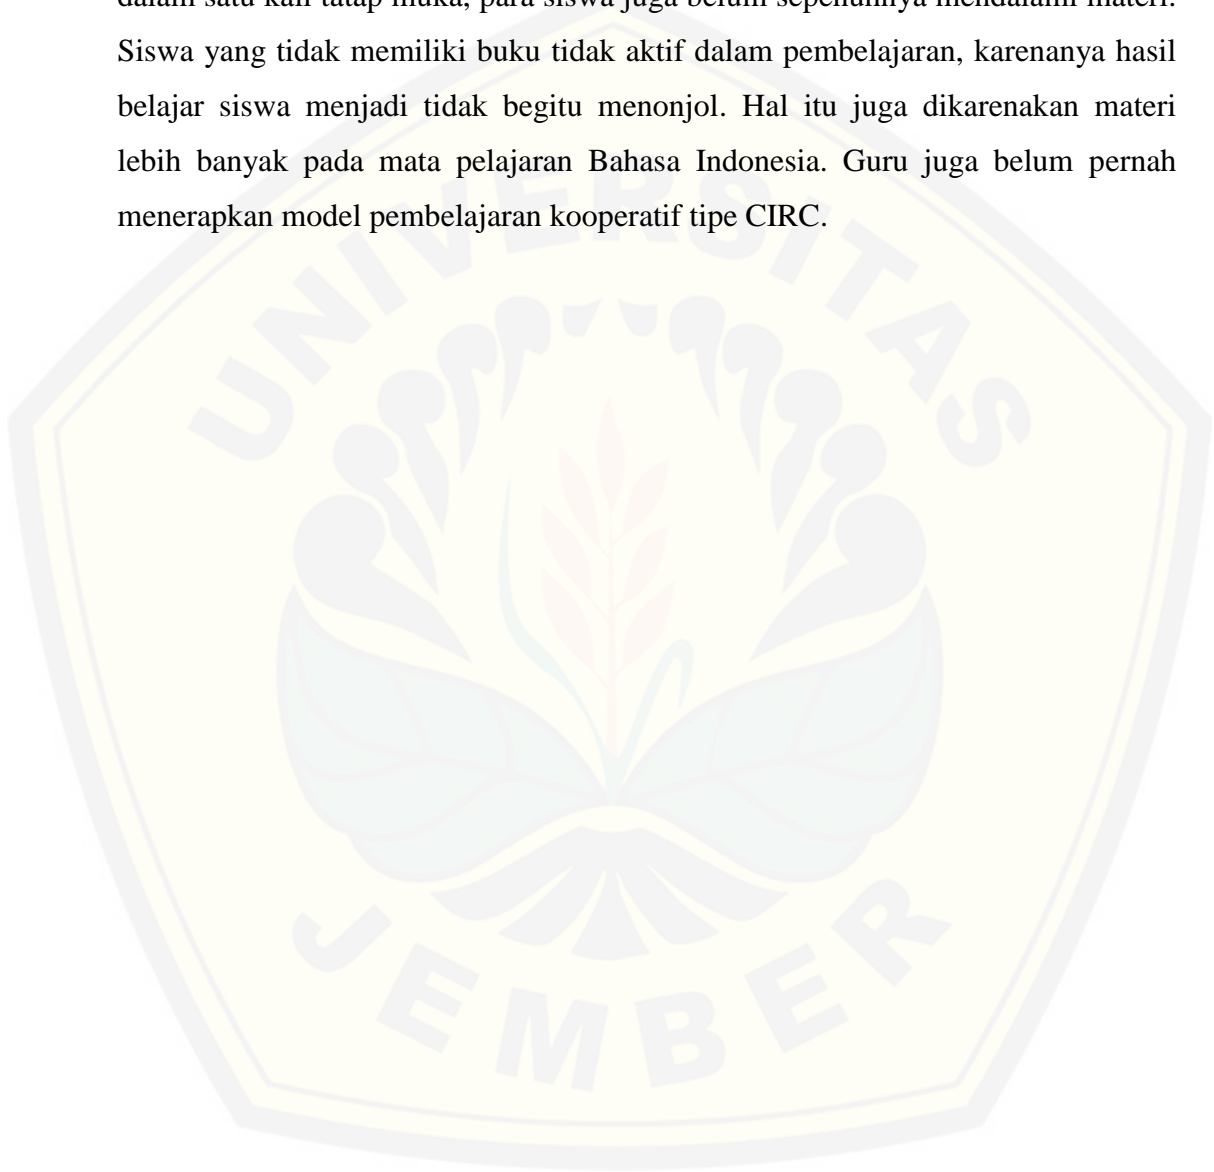 dalam satu kali tatap muka, para siswa juga belum sepenuhnya mendalami materi.
Siswa yang tidak memiliki buku tidak aktif dalam pembelajaran, karenanya hasil
belajar siswa menjadi tidak begitu menonjol. Hal itu juga dikarenakan materi
lebih banyak pada mata pelajaran Bahasa Indonesia. Guru juga belum pernah
menerapkan model pembelajaran kooperatif tipe CIRC.
UNIVERSITAS
JEMBER